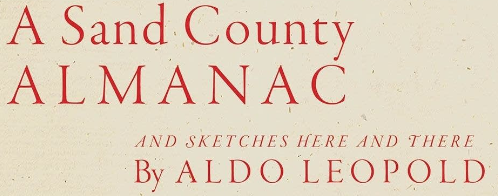 A Sand County
ALMANAC
AND SKETCHES HERE AND THERE
By ALDO LEOPOLD